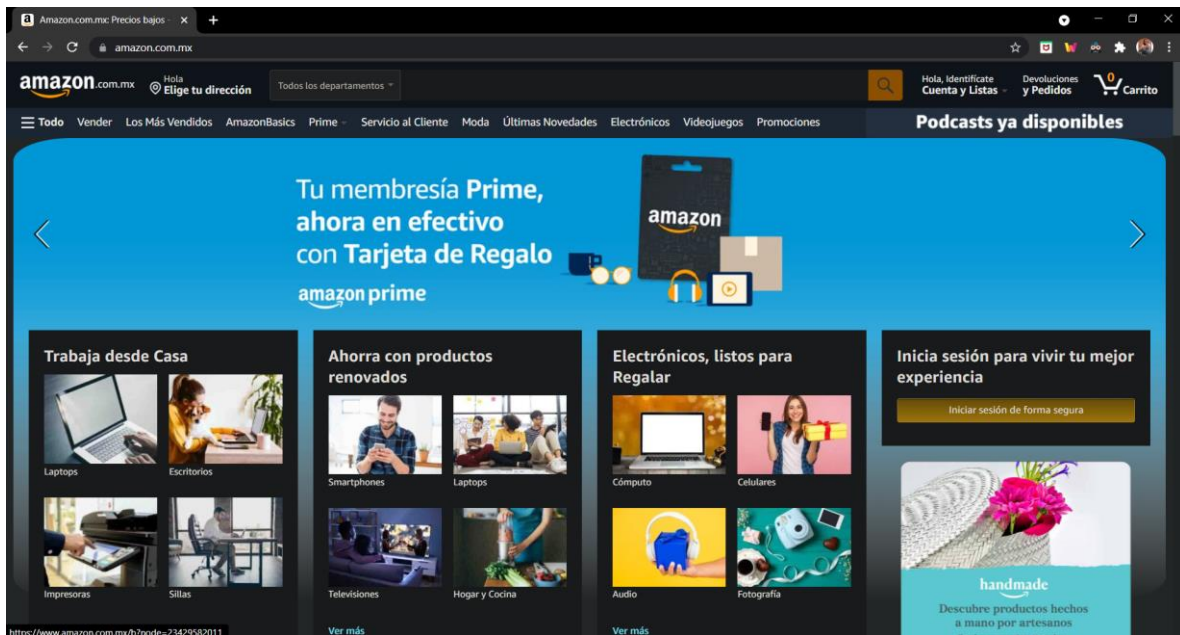 Amazon.com.mx: Precios bajos -
amazon.com.mx
amazon.com.mx
Hola
Elige tu dirección
Todos los departamentos
Hola, Identifícate
Cuenta y Listas
Devoluciones
y Pedidos
0
Carrito
Todo Vender Los Más Vendidos AmazonBasics Prime Servicio al Cliente Moda Últimas Novedades Electrónicos Videojuegos Promociones
Podcasts ya disponibles
Tu membresía Prime,
ahora en efectivo
con Tarjeta de Regalo
amazon prime
amazon
Trabaja desde Casa
Laptops
Escritorios
Impresoras
Sillas
Ahorra con productos
renovados
Smartphones
Laptops
Televisiones
Hogar y Cocina
Ver más
Electrónicos, listos para
Regalar
Cómputo
Celulares
Audio
Fotografía
Ver más
Inicia sesión para vivir tu mejor
experiencia
Iniciar sesión de forma segura
handmade
Descubre productos hechos
a mano por artesanos
https://www.amazon.com.mx/b?node=23429582011